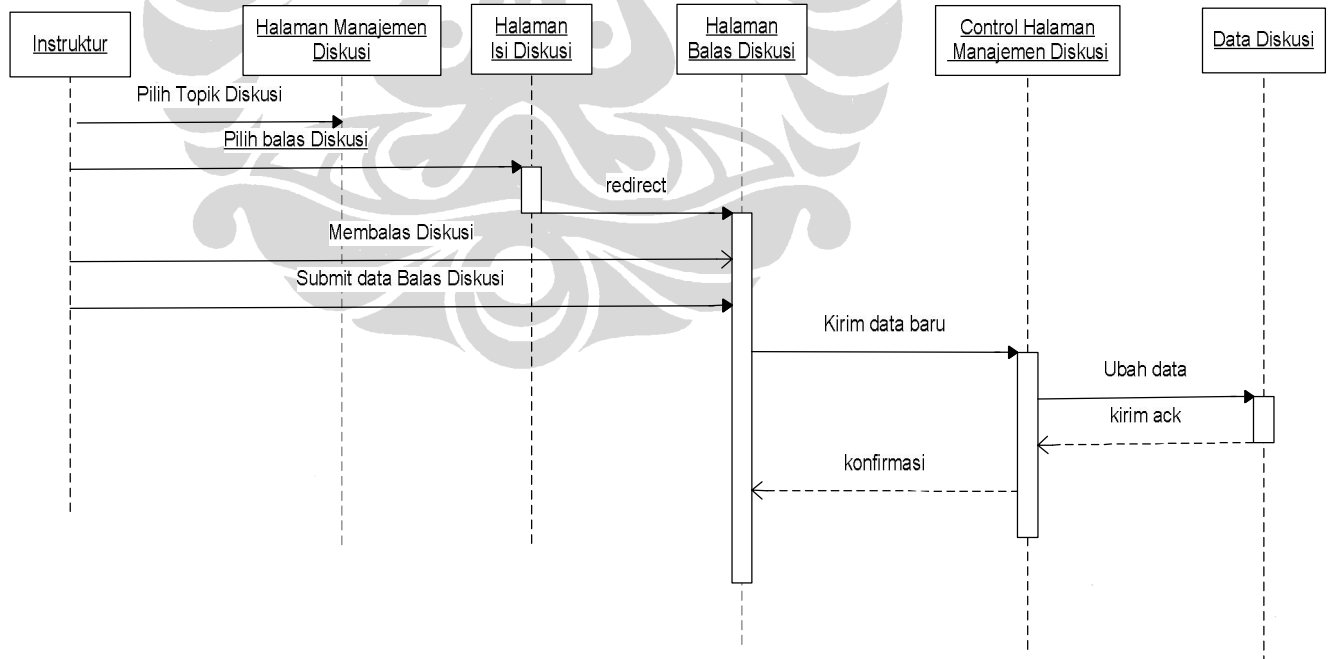 Instruktur
Halaman Manajemen
Diskusi
Halaman
Isi Diskusi
Halaman
Balas Diskusi
Control Halaman
Manajemen Diskusi
Data Diskusi
Pilih Topik Diskusi
Pilih balas Diskusi
redirect
Membalas Diskusi
Submit data Balas Diskusi
Kirim data baru
Ubah data
kirim ack
konfirmasi